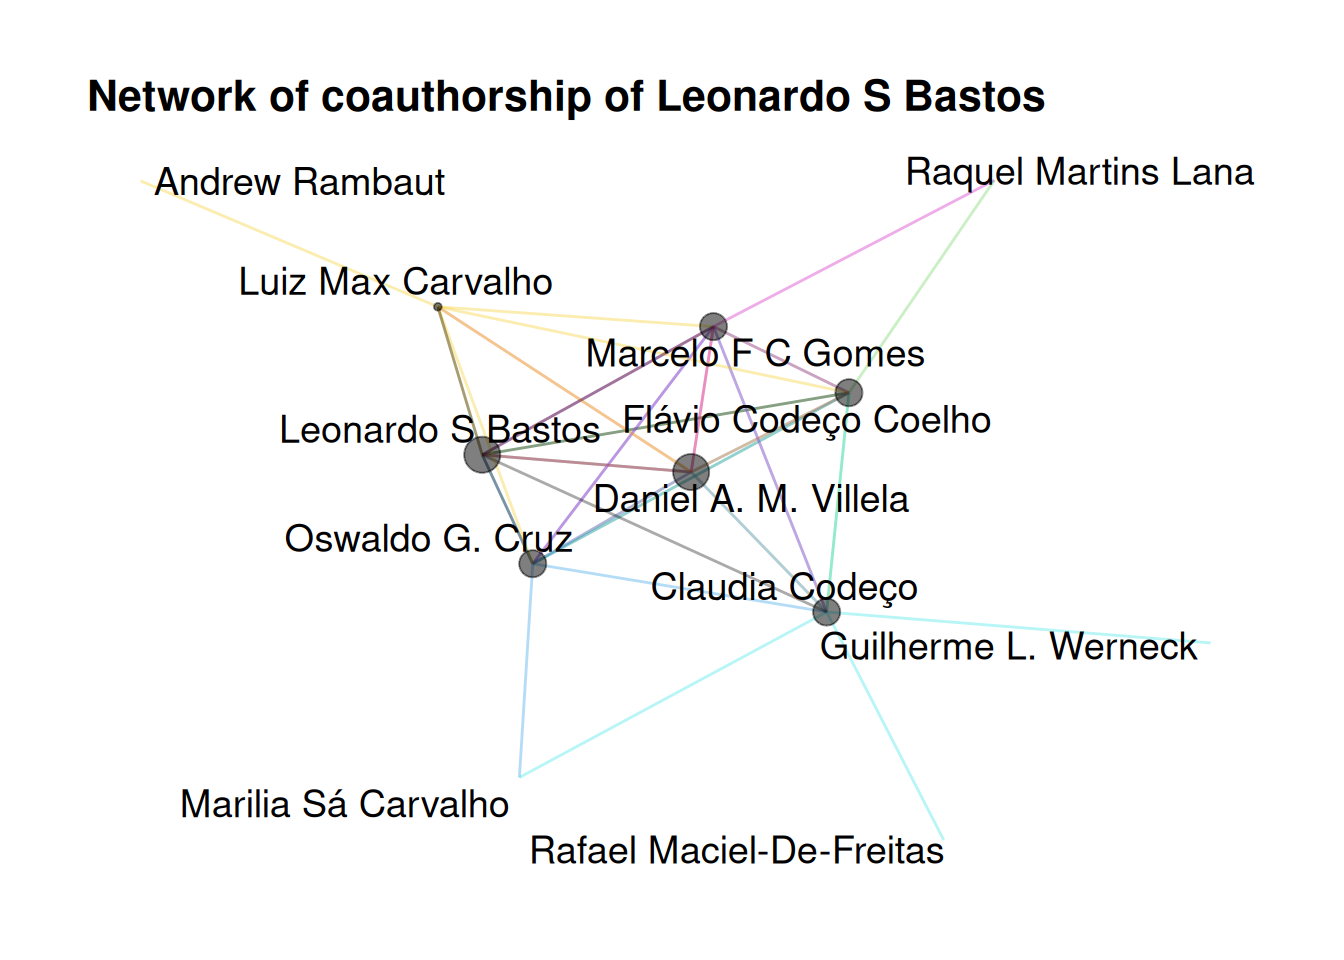 Network of coauthorship of Leonardo S Bastos
Andrew Rambaut
Raquel Martins Lana
Luiz Max Carvalho
Marcelo F C Gomes
Leonardo S Bastos
Flávio Codeço Coelho
Daniel A. M. Villela
Oswaldo G. Cruz
Claudia Codeço
Guilherme L. Werneck
Marilia Sá Carvalho
Rafael Maciel-De-Freitas